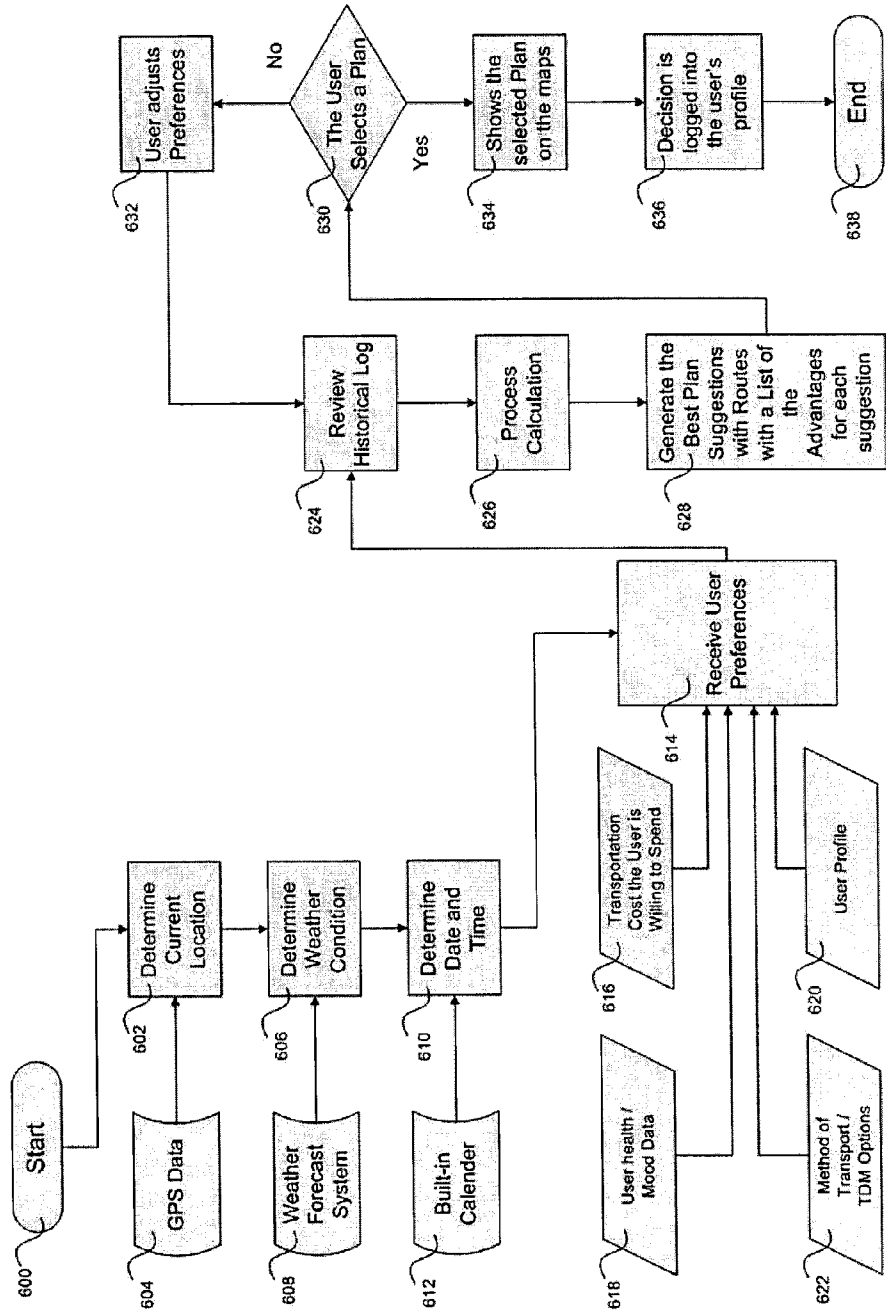 Start
600
GPS Data
604
Determine
Current
Location
602
Weather
Forecast
System
608
Determine
Weather
Condition
606
Built-in
Calender
612
Determine
Date and
Time
610
User health /
Mood Data
618
Transportation
Cost the User is
Willing to Spend
616
Method of
Transport /
TDM Options
622
User Profile
620
Receive User
Preferences
614
Review
Historical Log
624
Process
Calculation
626
Generate the
Best Plan
Suggestions
with Routes
with a List of
the
Advantages
for each
suggestion
628
User adjusts
Preferences
632
No
The User
Selects a Plan
630
Yes
Shows the
selected Plan
on the maps
634
Decision is
logged into
the user's
profile
636
End
638